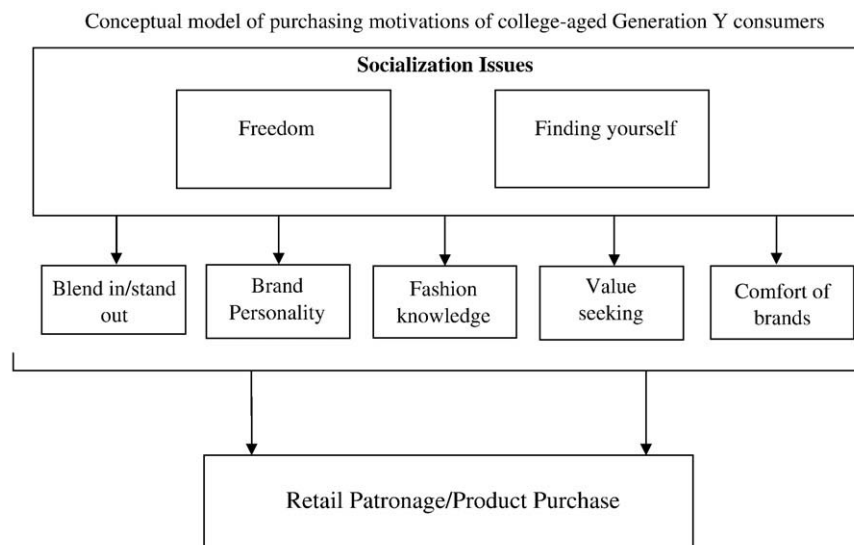 Conceptual model of purchasing motivations of college-aged Generation Y consumers
Socialization Issues
Freedom
Finding yourself
Blend in/stand
out
Brand
Personality
Fashion
knowledge
Value
seeking
Comfort of
brands
Retail Patronage/Product Purchase